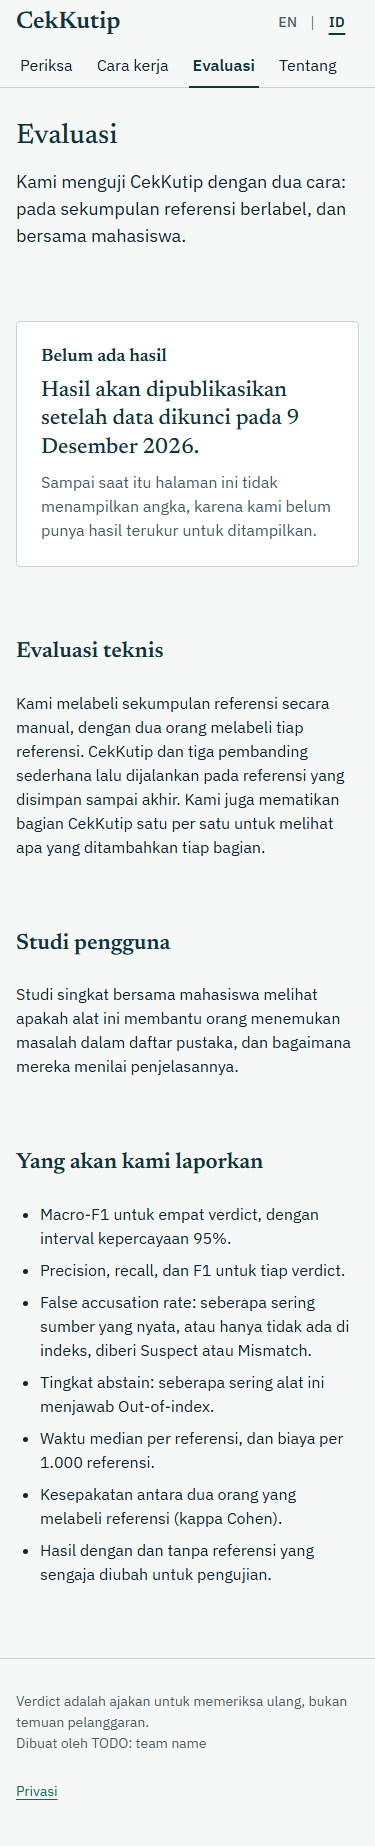 CekKutip
EN | ID
Periksa Cara kerja Evaluasi Tentang
Evaluasi
Kami menguji CekKutip dengan dua cara:
pada sekumpulan referensi berlabel, dan
bersama mahasiswa.
Belum ada hasil
Hasil akan dipublikasikan
setelah data dikunci pada 9
Desember 2026.
Sampai saat itu halaman ini tidak
menampilkan angka, karena kami belum
punya hasil terukur untuk ditampilkan.
Evaluasi teknis
Kami melabeli sekumpulan referensi secara
manual, dengan dua orang melabeli tiap
referensi. CekKutip dan tiga pembanding
sederhana lalu dijalankan pada referensi yang
disimpan sampai akhir. Kami juga mematikan
bagian CekKutip satu per satu untuk melihat
apa yang ditambahkan tiap bagian.
Studi pengguna
Studi singkat bersama mahasiswa melihat
apakah alat ini membantu orang menemukan
masalah dalam daftar pustaka, dan bagaimana
mereka menilai penjelasannya.
Yang akan kami laporkan
• Macro-F1 untuk empat verdict, dengan
interval kepercayaan 95%.
• Precision, recall, dan F1 untuk tiap verdict.
• False accusation rate: seberapa sering
sumber yang nyata, atau hanya tidak ada di
indeks, diberi Suspect atau Mismatch.
• Tingkat abstain: seberapa sering alat ini
menjawab Out-of-index.
• Waktu median per referensi, dan biaya per
1.000 referensi.
• Kesepakatan antara dua orang yang
melabeli referensi (kappa Cohen).
• Hasil dengan dan tanpa referensi yang
sengaja diubah untuk pengujian.
Verdict adalah ajakan untuk memeriksa ulang, bukan
temuan pelanggaran.
Dibuat oleh TODO: team name
Privasi